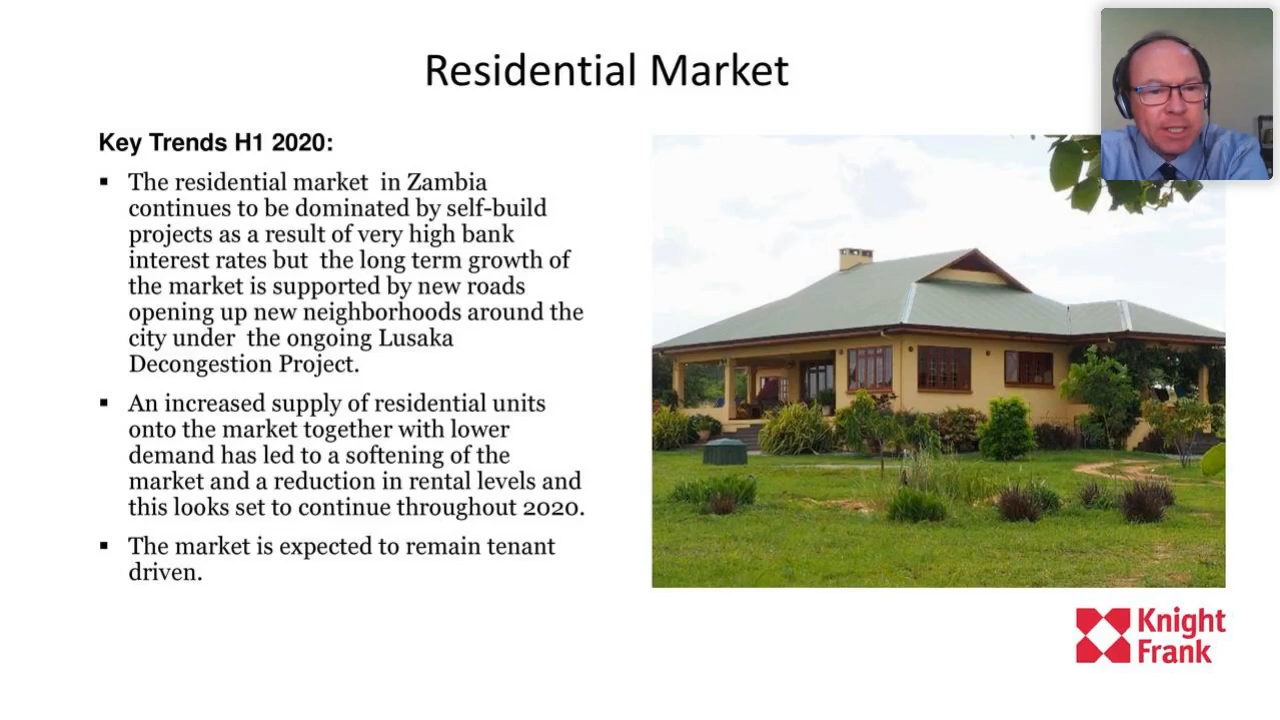 Residential Market
Key Trends H1 2020:
▪ The residential market in Zambia
continues to be dominated by self-build
projects as a result of very high bank
interest rates but the long term growth of
the market is supported by new roads
opening up new neighborhoods around the
city under the ongoing Lusaka
Decongestion Project.
▪ An increased supply of residential units
onto the market together with lower
demand has led to a softening of the
market and a reduction in rental levels and
this looks set to continue throughout 2020.
▪ The market is expected to remain tenant
driven.
Knight
Frank